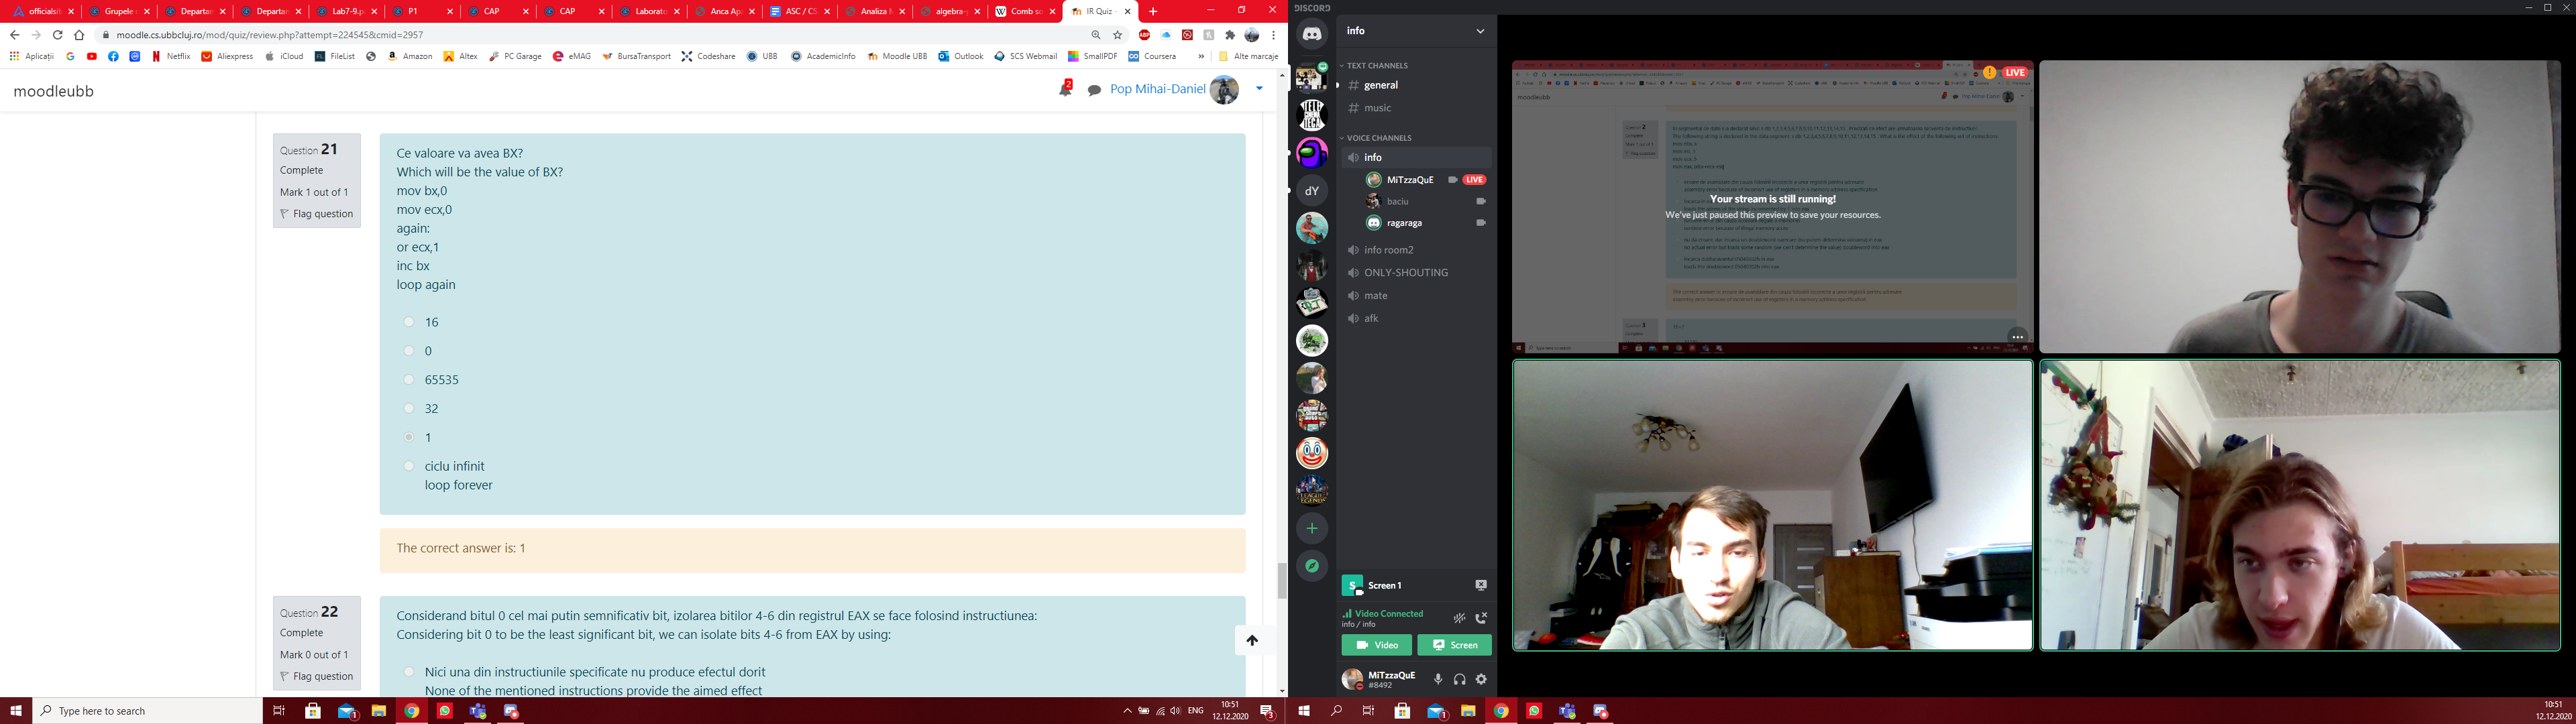 officialsit
Grupele
Departar
Departar
Lab7-9.p
P1
CAP
CAP
Laborato
Anca Ap
ASC / CS
Analiza
algebra-
Comb so
IR Quiz
moodle.cs.ubbcluj.ro/mod/quiz/review.php?attempt=224545&cmid=2957
Aplicații
Netflix
Aliexpress
iCloud
FileList
Amazon
Altex
PC Garage
eMAG
BursaTransport
Codeshare
UBB
AcademicInfo
Moodle UBB
Outlook
SCS Webmail
SmallPDF
Coursera
»
Alte marcaje
moodleubb
2
Pop Mihai-Daniel
Question 21
Complete
Mark 1 out of 1
Flag question
Ce valoare va avea BX?
Which will be the value of BX?
mov bx,0
mov ecx,0
again:
or ecx,1
inc bx
loop again
16
0
65535
32
1
ciclu infinit
loop forever
The correct answer is: 1
Question 22
Complete
Mark 0 out of 1
Flag question
Considerand bitul 0 cel mai putin semnificativ bit, izolarea bitilor 4-6 din registrul EAX se face folosind instructiunea:
Considering bit 0 to be the least significant bit, we can isolate bits 4-6 from EAX by using:
Nici una din instructiunile specificate nu produce efectul dorit
None of the mentioned instructions provide the aimed effect
Type here to search
ENG
10:51
12.12.2020
3
DISCORD
info
TEXT CHANNELS
# general
# music
VOICE CHANNELS
info
MiTzzaQuE
LIVE
baciu
ragaraga
info room2
ONLY-SHOUTING
mate
afk
dY
S
Screen 1
Video Connected
info / info
Video
Screen
MiTzzaQuE
#8492
LIVE
moodleubb
Your stream is still running!
We've just paused this preview to save your resources.
10:51
12.12.2020